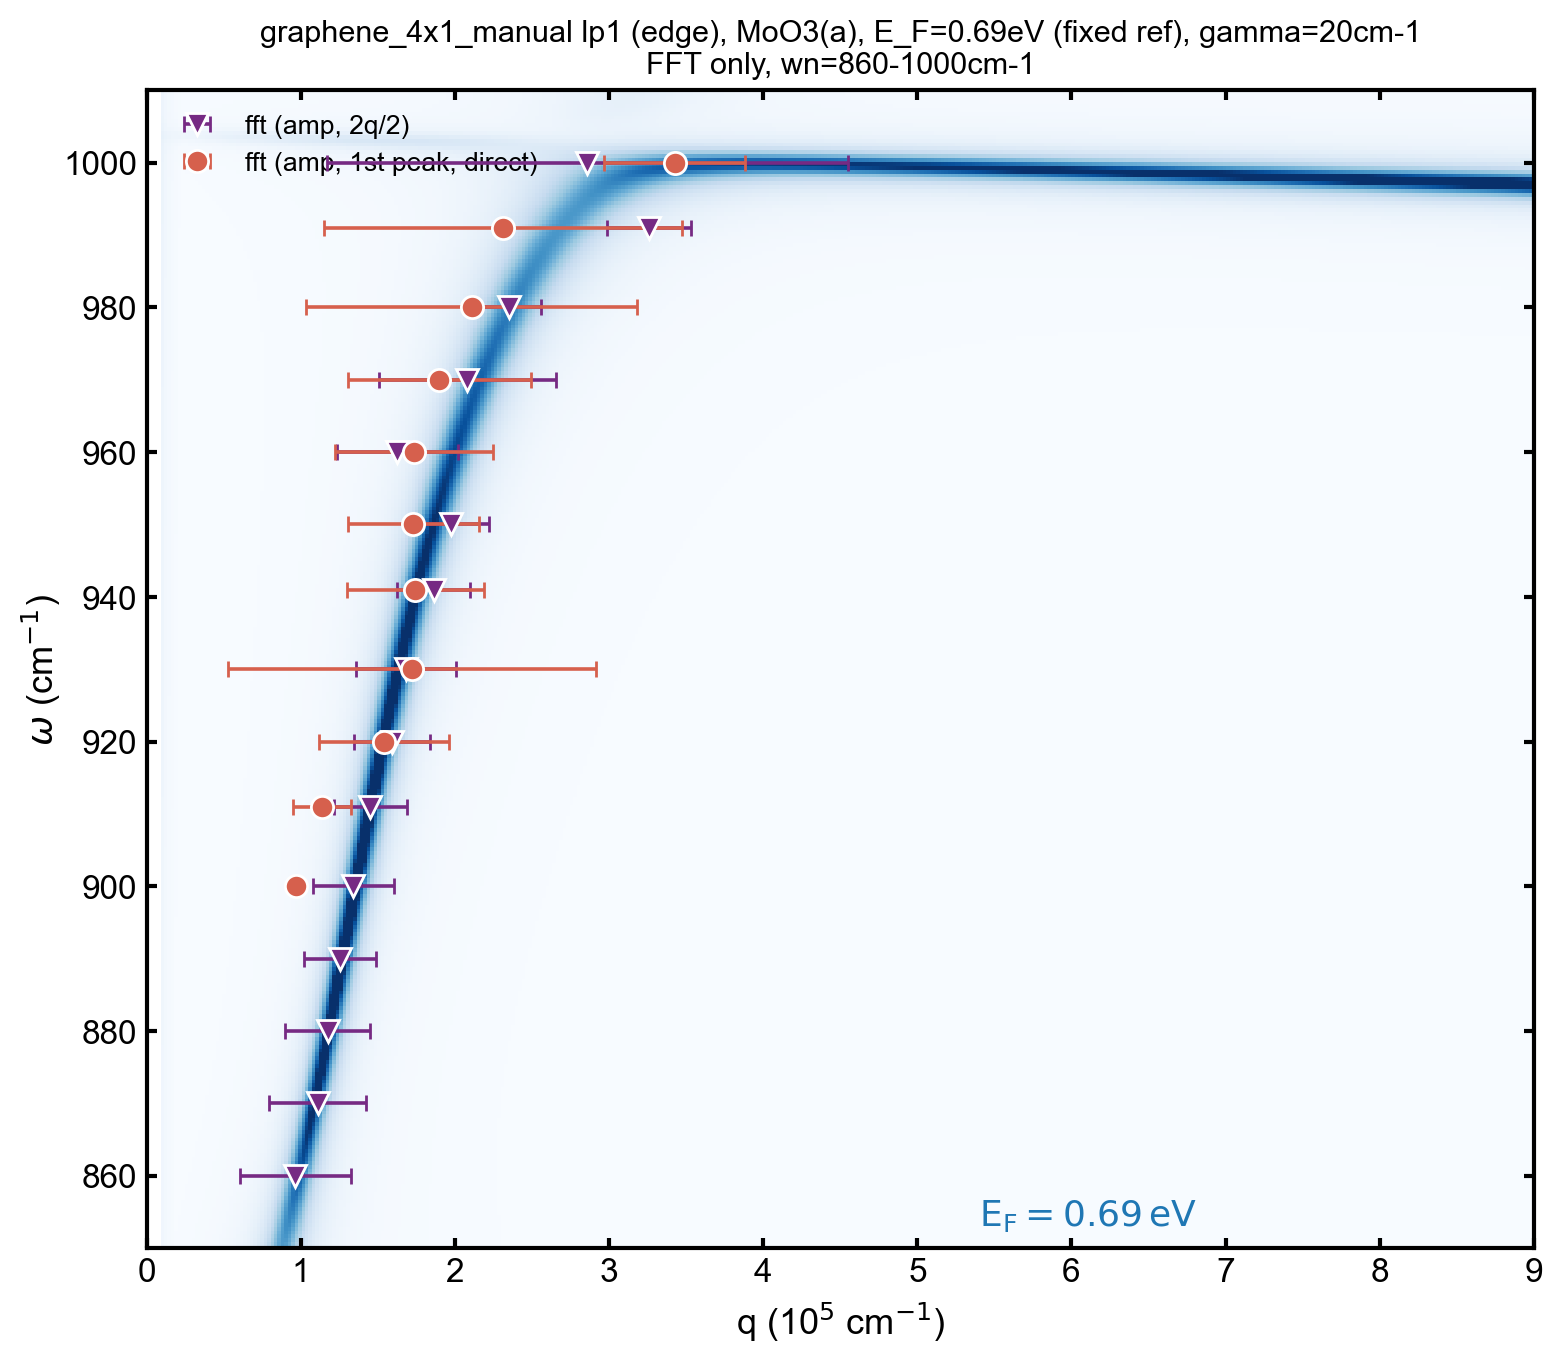 graphene_4x1_manual lp1 (edge), MoO3(a), E_F=0.69eV (fixed ref), gamma=20cm-1
FFT only, wn=860-1000cm-1
fft (amp, 2q/2)
fft (amp, 1st peak, direct)
1000
980
960
940
920
900
880
860
ω (cm⁻¹)
E_F = 0.69 eV
0 1 2 3 4 5 6 7 8 9
q (10⁵ cm⁻¹)